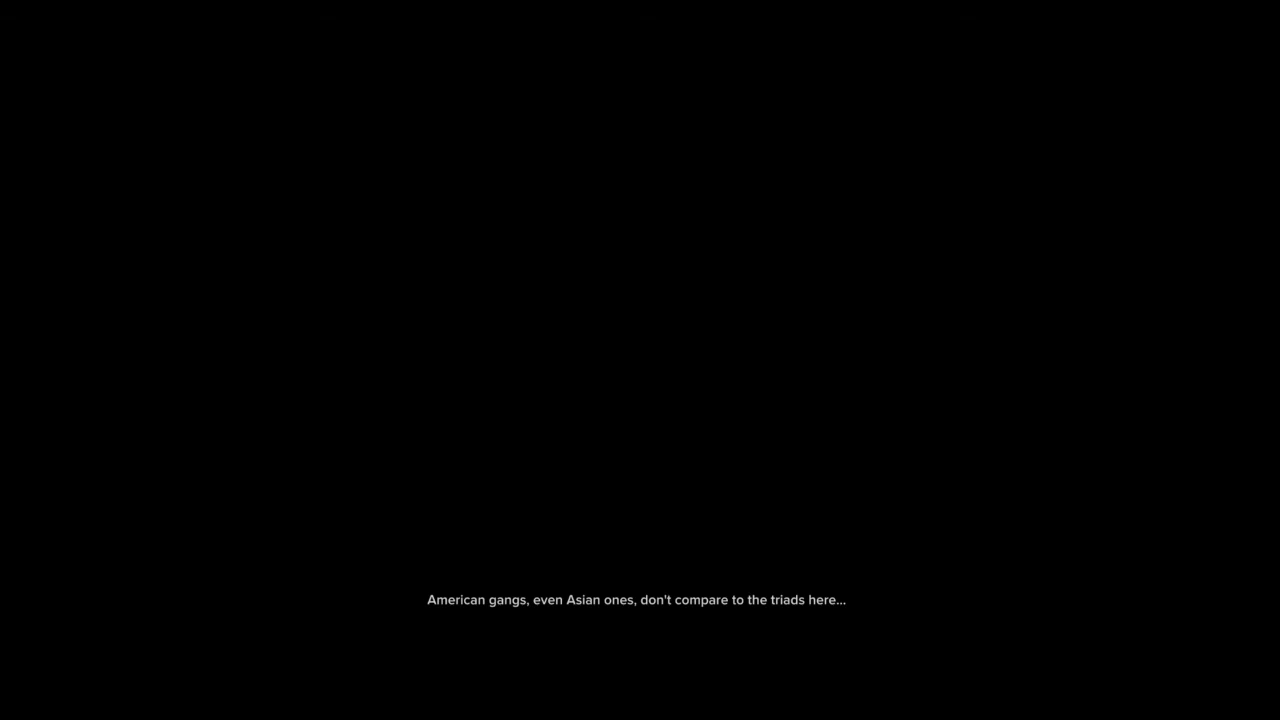 American gangs, even Asian ones, don't compare to the triads here...